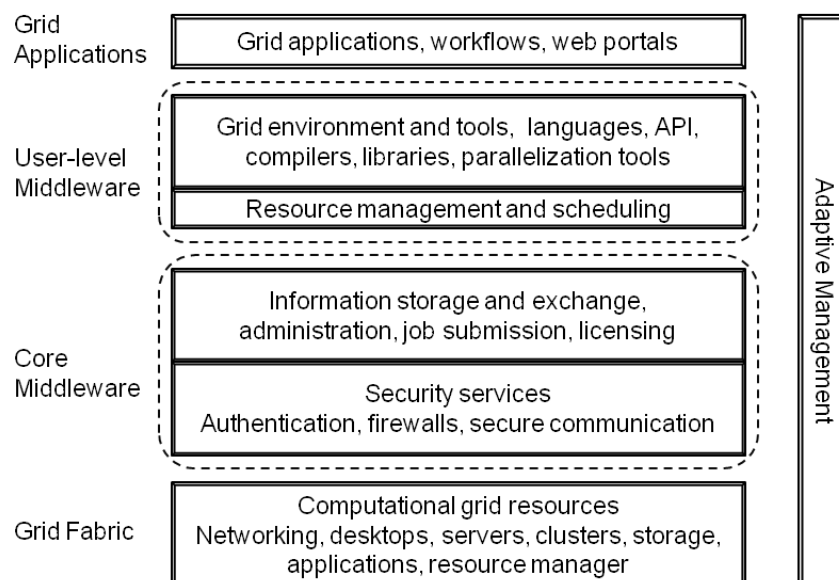 Grid
Applications
Grid applications, workflows, web portals
User-level
Middleware
Grid environment and tools, languages, API,
compilers, libraries, parallelization tools
Resource management and scheduling
Core
Middleware
Information storage and exchange,
administration, job submission, licensing
Security services
Authentication, firewalls, secure communication
Grid Fabric
Computational grid resources
Networking, desktops, servers, clusters, storage,
applications, resource manager
Adaptive Management